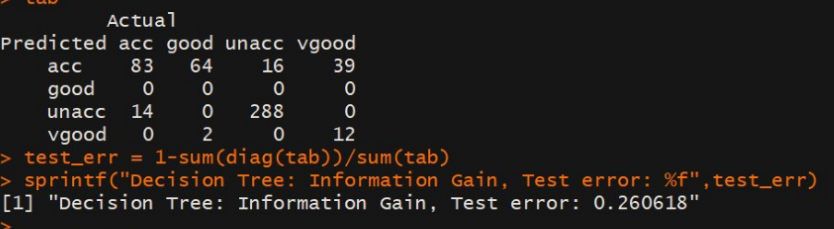 > tab
Actual
Predicted acc good unacc vgood
acc 83 64 16 39
good 0 0 0 0
unacc 14 0 288 0
vgood 0 2 0 12
> test_err = 1-sum(diag(tab))/sum(tab)
> sprintf("Decision Tree: Information Gain, Test error: %f",test_err)
[1] "Decision Tree: Information Gain, Test error: 0.260618"
>